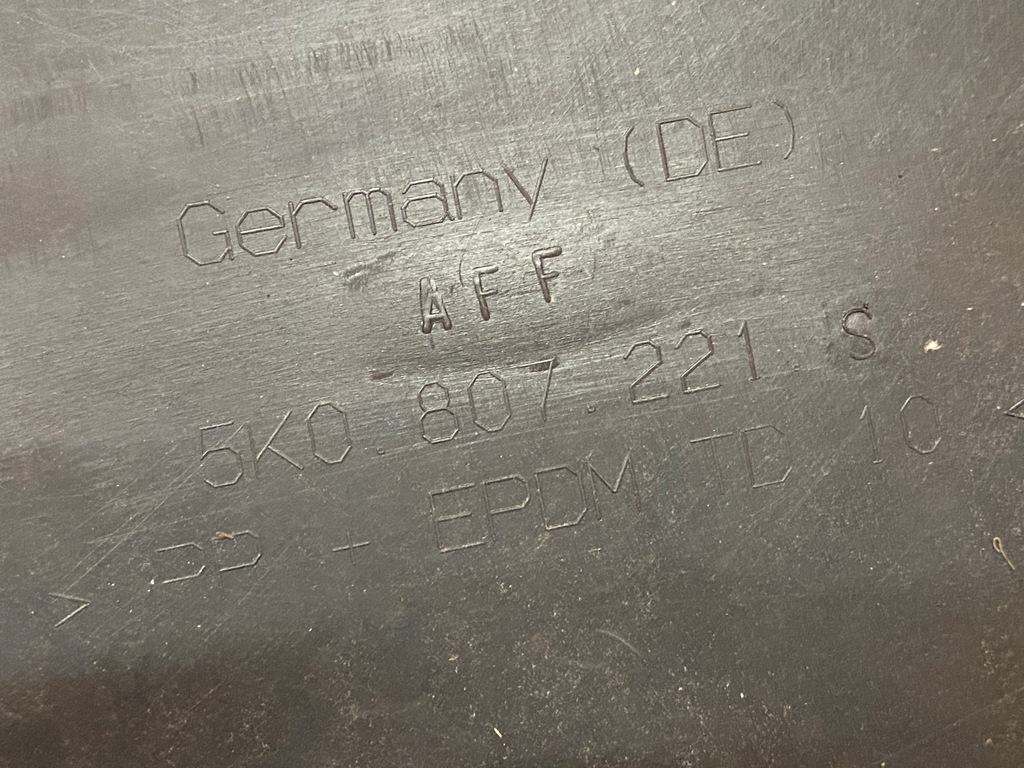 Germany (DE)
AFF
5K0.807.221.S
>PP + EPDM TD 10<